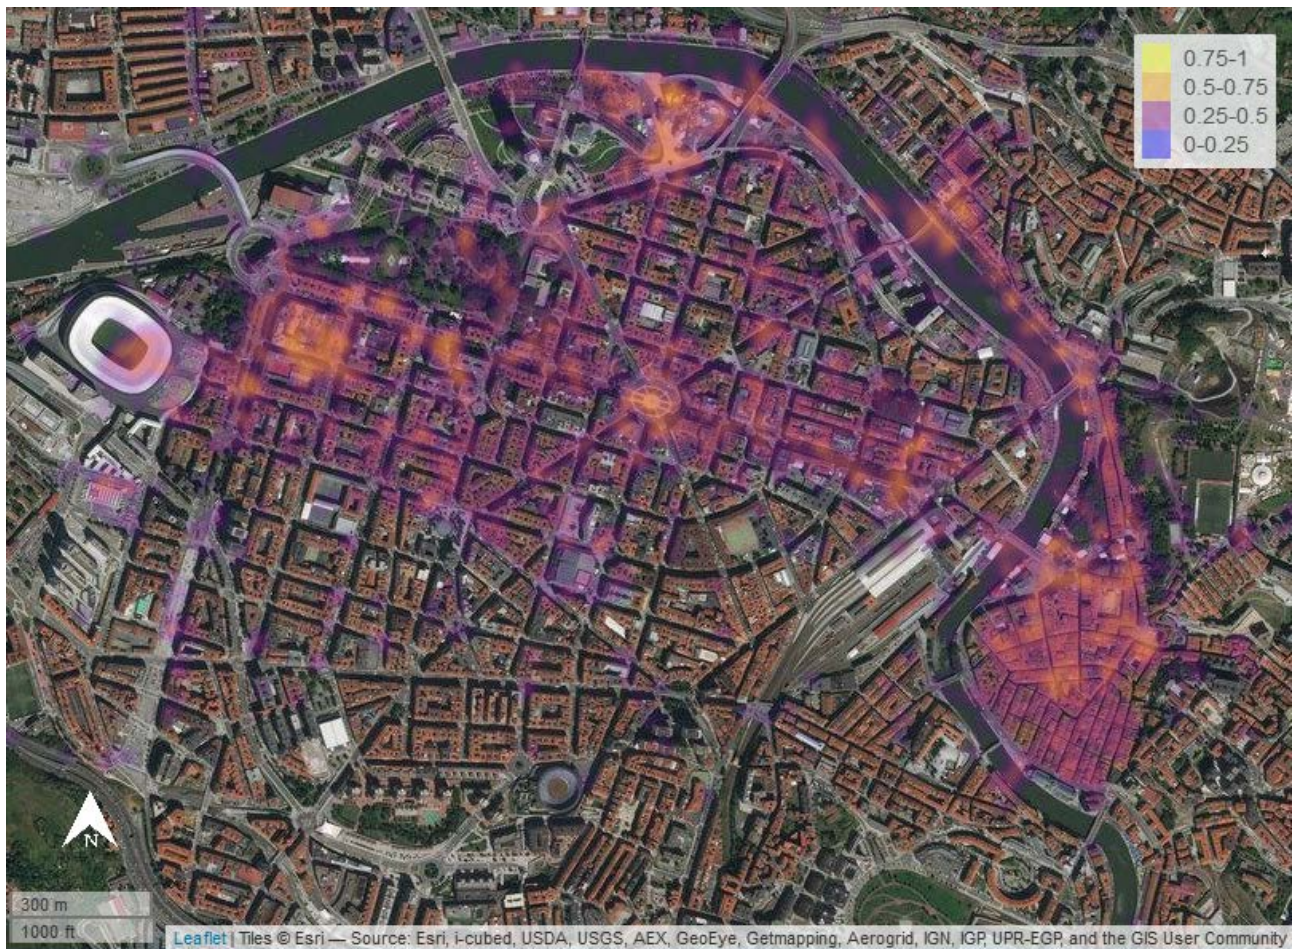 0.75-1
0.5-0.75
0.25-0.5
0-0.25
N
300 m
1000 ft
Leaflet | Tiles © Esri — Source: Esri, i-cubed, USDA, USGS, AEX, GeoEye, Getmapping, Aerogrid, IGN, IGP, UPR-EGP, and the GIS User Community